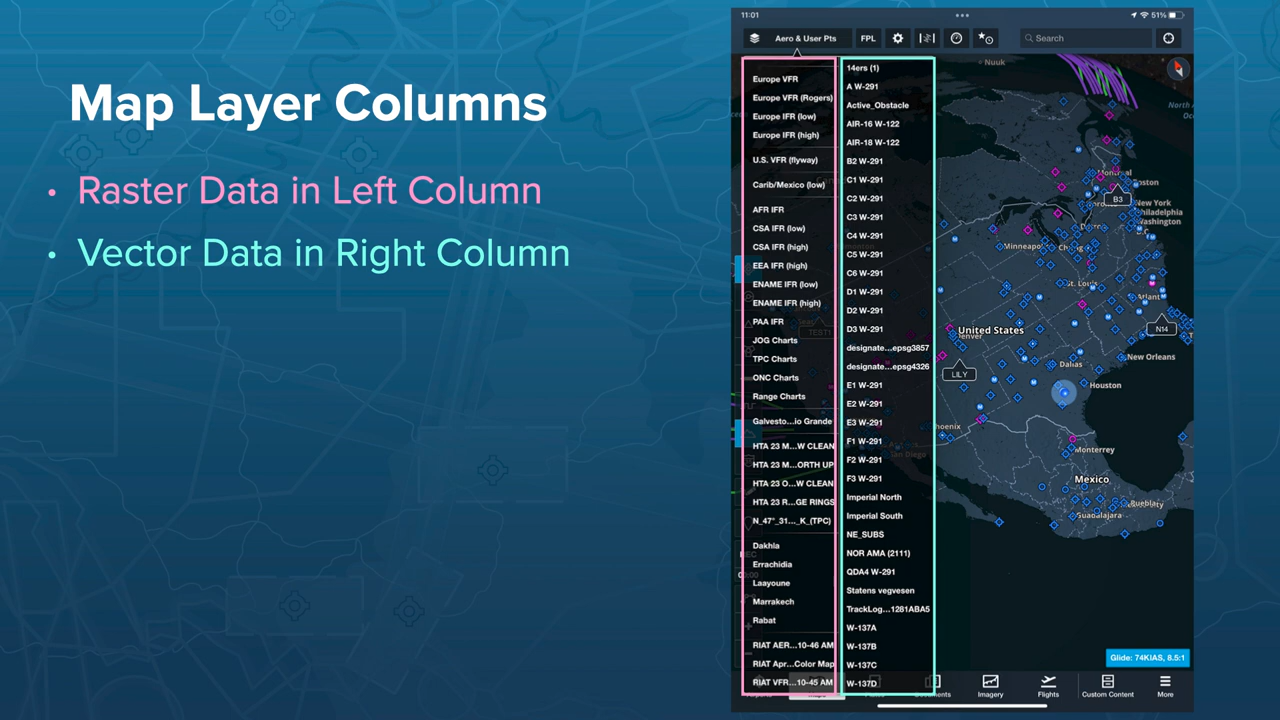 Map Layer Columns
• Raster Data in Left Column
• Vector Data in Right Column
11:01
51%
Aero & User Pts
FPL
Search
Europe VFR
Europe VFR (Rogers)
Europe IFR (low)
Europe IFR (high)
U.S. VFR (flyway)
Carib/Mexico (low)
AFR IFR
CSA IFR (low)
CSA IFR (high)
EEA IFR (high)
ENAME IFR (low)
ENAME IFR (high)
PAA IFR
JOG Charts
TPC Charts
ONC Charts
Range Charts
Galvesto...io Grande
HTA 23 M...W CLEAN
HTA 23 M...ORTH UP
HTA 23 O...W CLEAN
HTA 23 R...GE RINGS
N_47°_31..._K_(TPC)
Dakhla
Errachidia
Laayoune
Marrakech
Rabat
RIAT AER...10-46 AM
RIAT Apr...Color Map
RIAT VFR...10-45 AM
14ers (1)
A W-291
Active_Obstacle
AIR-16 W-122
AIR-18 W-122
B2 W-291
C1 W-291
C2 W-291
C3 W-291
C4 W-291
C5 W-291
C6 W-291
D1 W-291
D2 W-291
D3 W-291
designate...epsg3857
designate...epsg4326
E1 W-291
E2 W-291
E3 W-291
F1 W-291
F2 W-291
F3 W-291
Imperial North
Imperial South
NE_SUBS
NOR AMA (2111)
QDA4 W-291
Statens vegvesen
TrackLog...1281ABA5
W-137A
W-137B
W-137C
W-137D
Nuuk
North
B3
New York
Philadelphia
Washington
St. Louis
United States
Denver
TEST1
N14
New Orleans
Dallas
LILY
Houston
San Diego
Monterrey
Mexico
Guadalajara
Glide: 74KIAS, 8.5:1
Imagery
Flights
Custom Content
More